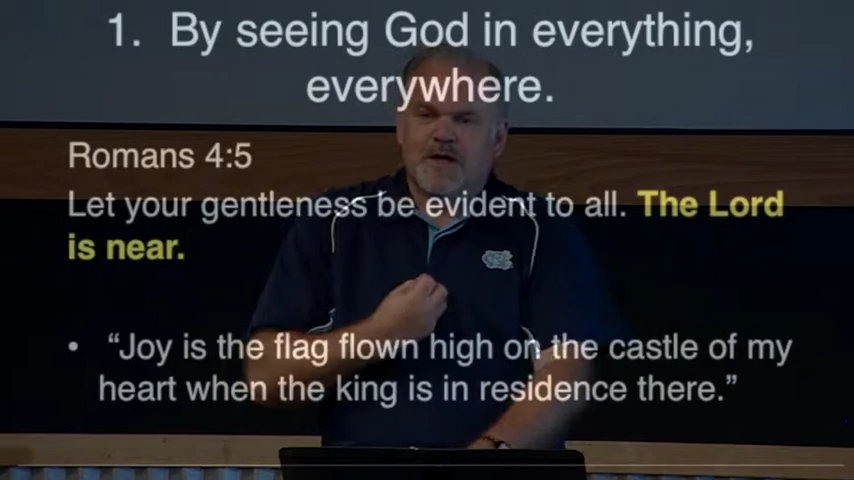 1. By seeing God in everything,
everywhere.
Romans 4:5
Let your gentleness be evident to all. The Lord
is near.
• “Joy is the flag flown high on the castle of my
heart when the king is in residence there.”